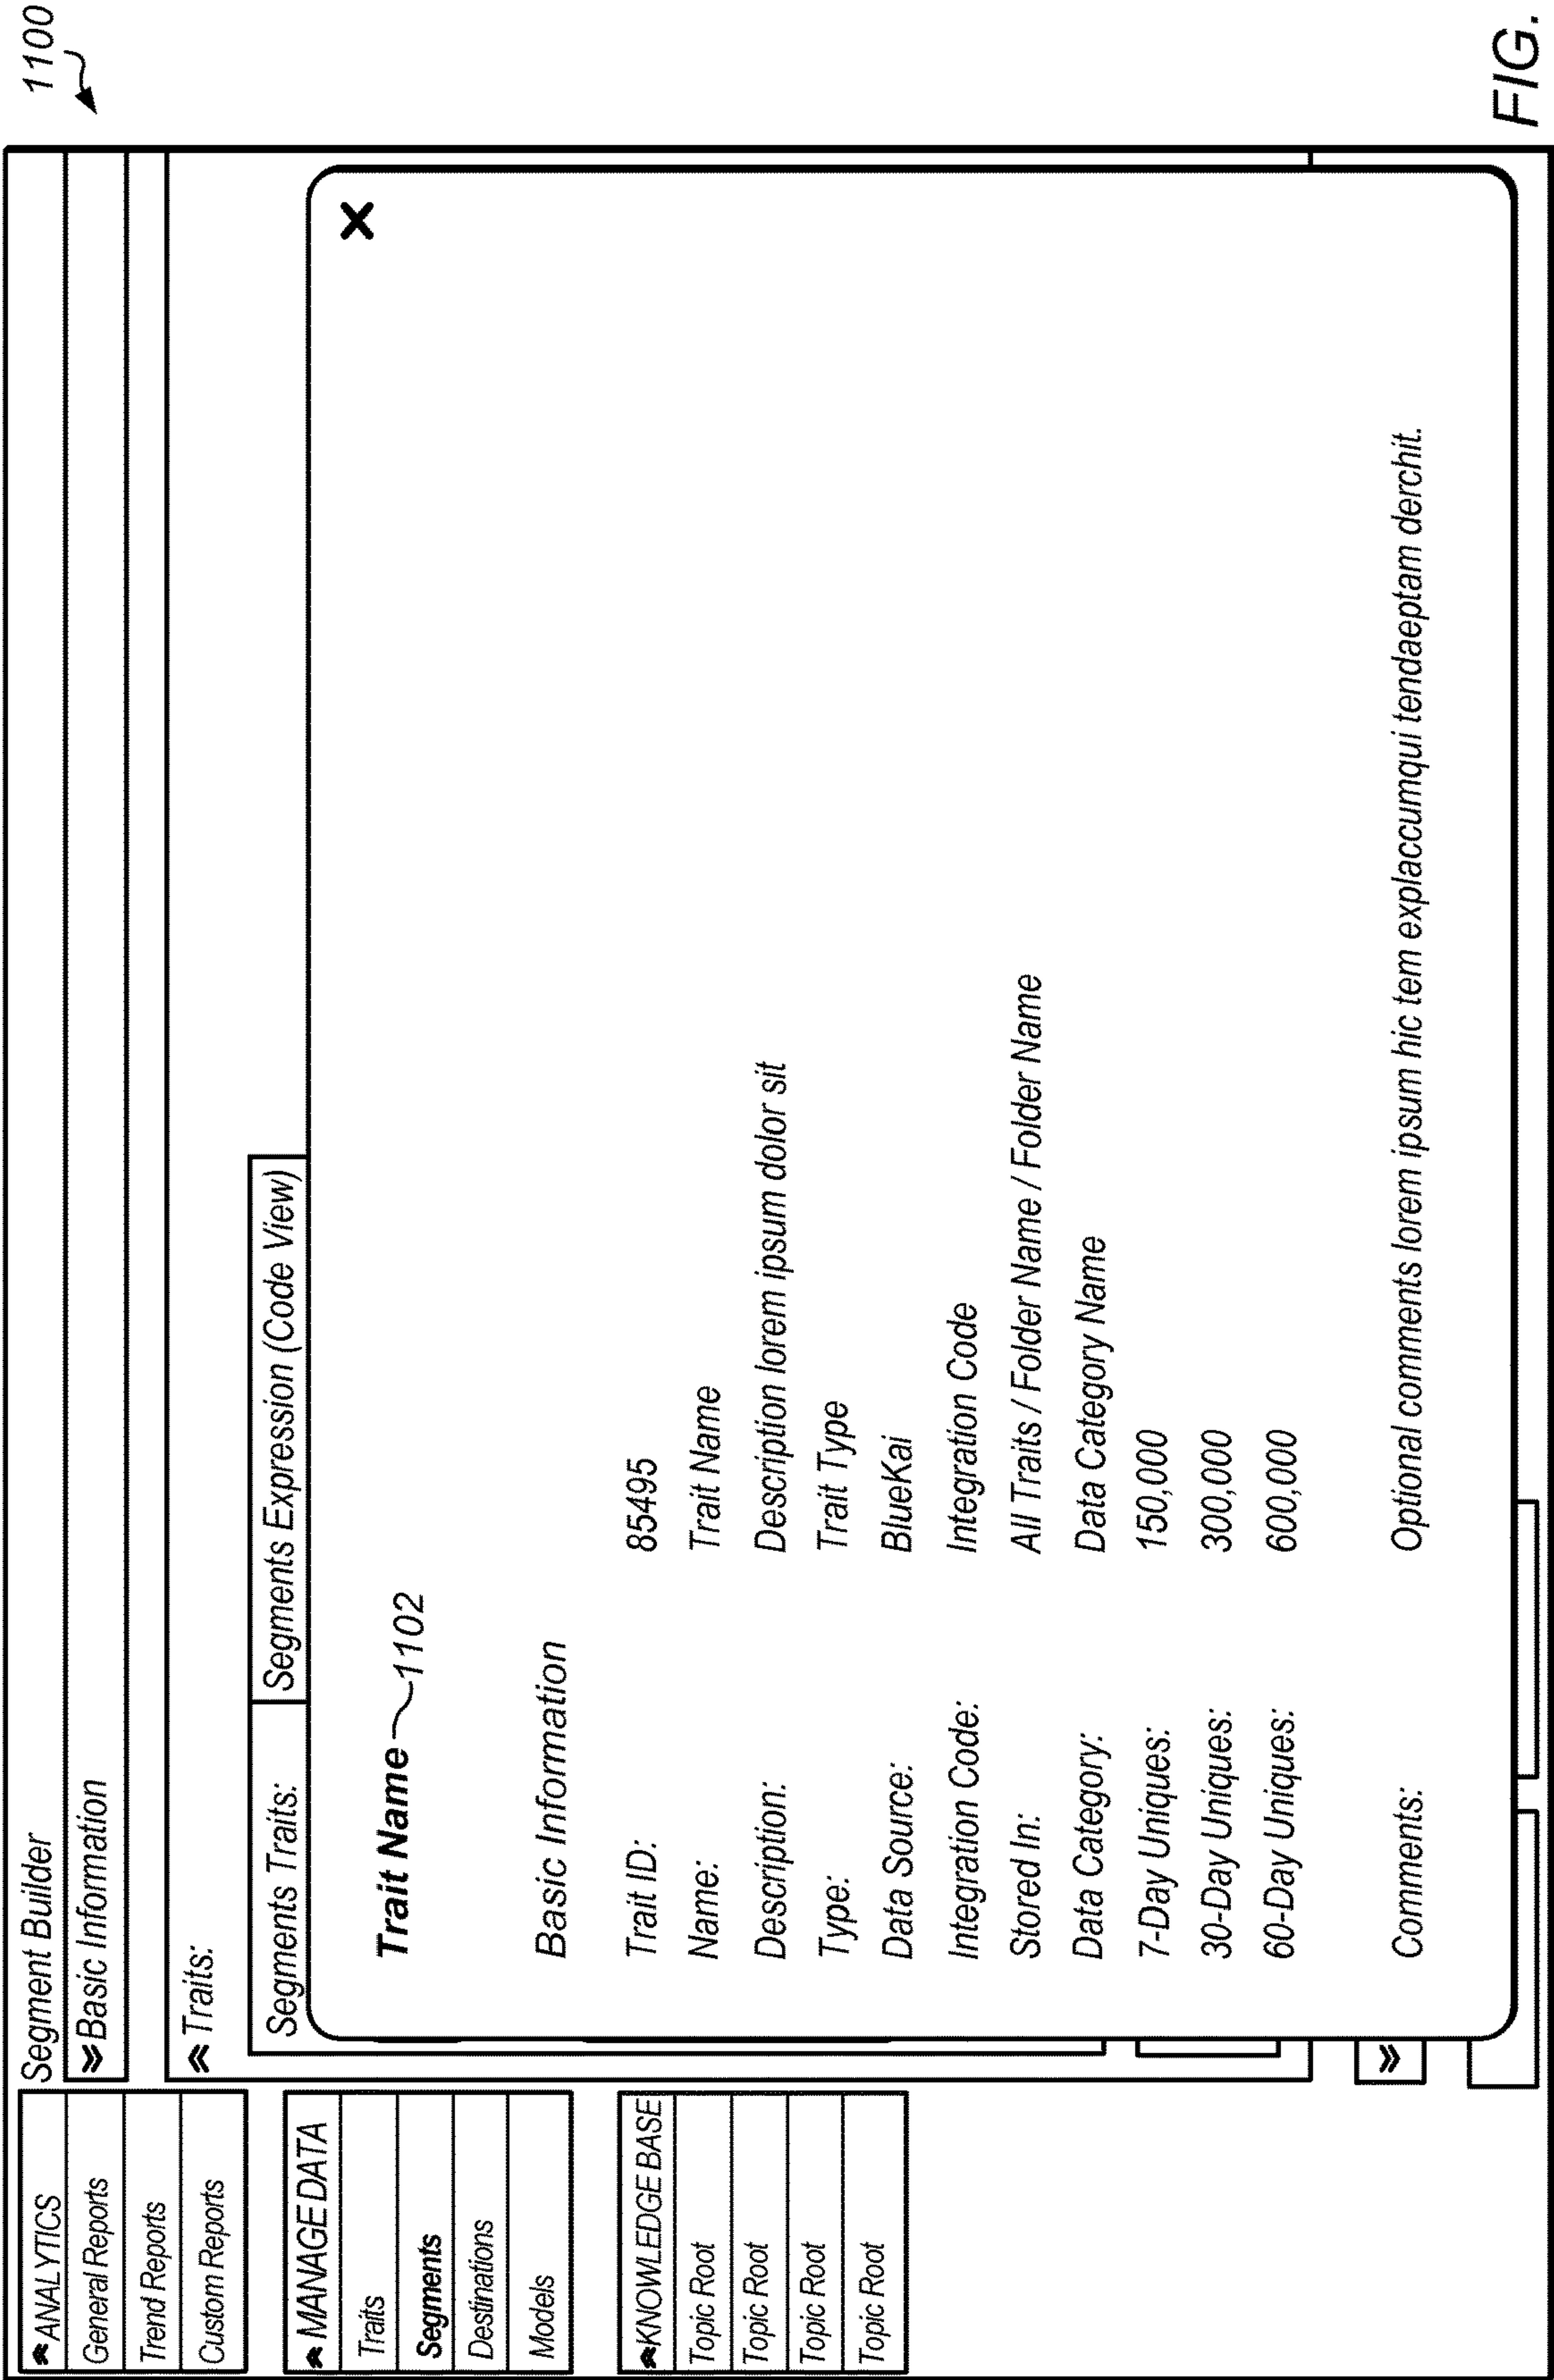 1100
Segment Builder
ANALYTICS
General Reports
Trend Reports
Custom Reports
MANAGE DATA
Traits
Segments
Destinations
Models
KNOWLEDGE BASE
Topic Root
Topic Root
Topic Root
Topic Root
Basic Information
Traits:
Segments Traits: Segments Expression (Code View)
X
Trait Name 1102
Basic Information
Trait ID: 85495
Name: Trait Name
Description: Description lorem ipsum dolor sit
Type: Trait Type
Data Source: BlueKai
Integration Code: Integration Code
Stored In: All Traits / Folder Name / Folder Name
Data Category: Data Category Name
7-Day Uniques: 150,000
30-Day Uniques: 300,000
60-Day Uniques: 600,000
Comments: Optional comments lorem ipsum hic tem explaccumqui tendaeptam derchit.
FIG.